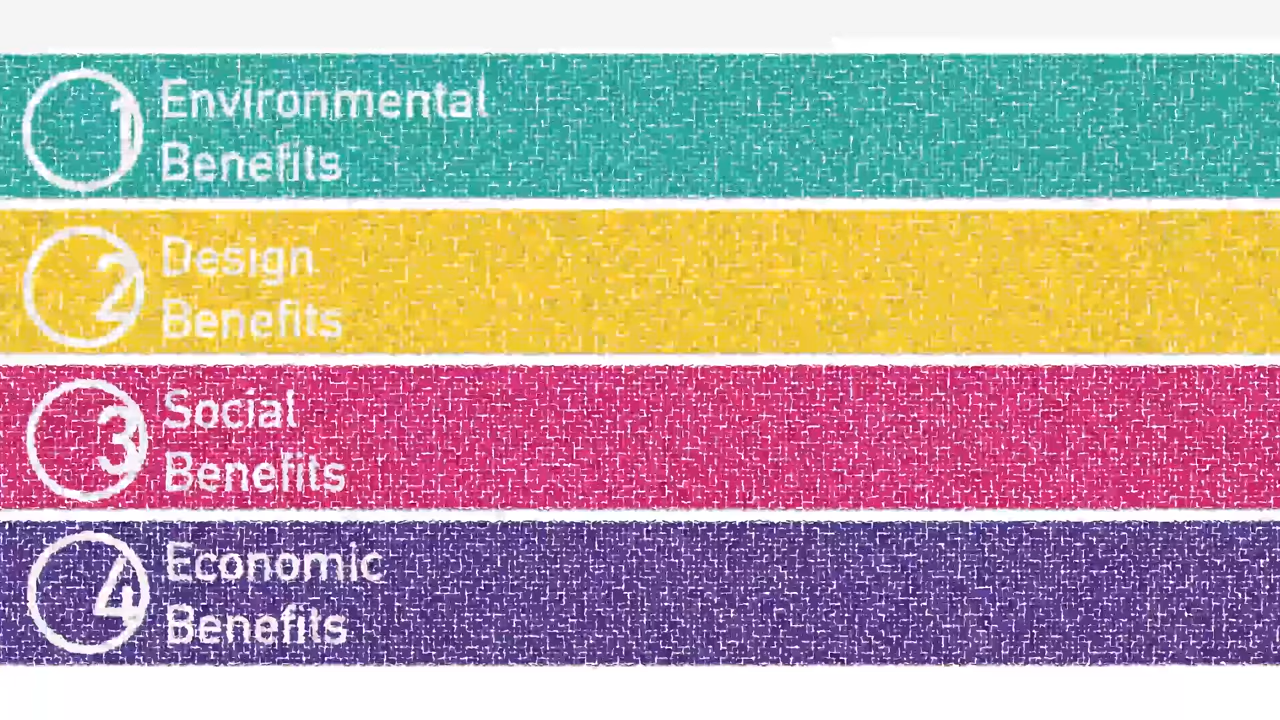 1 Environmental
Benefits
2 Design
Benefits
3 Social
Benefits
4 Economic
Benefits